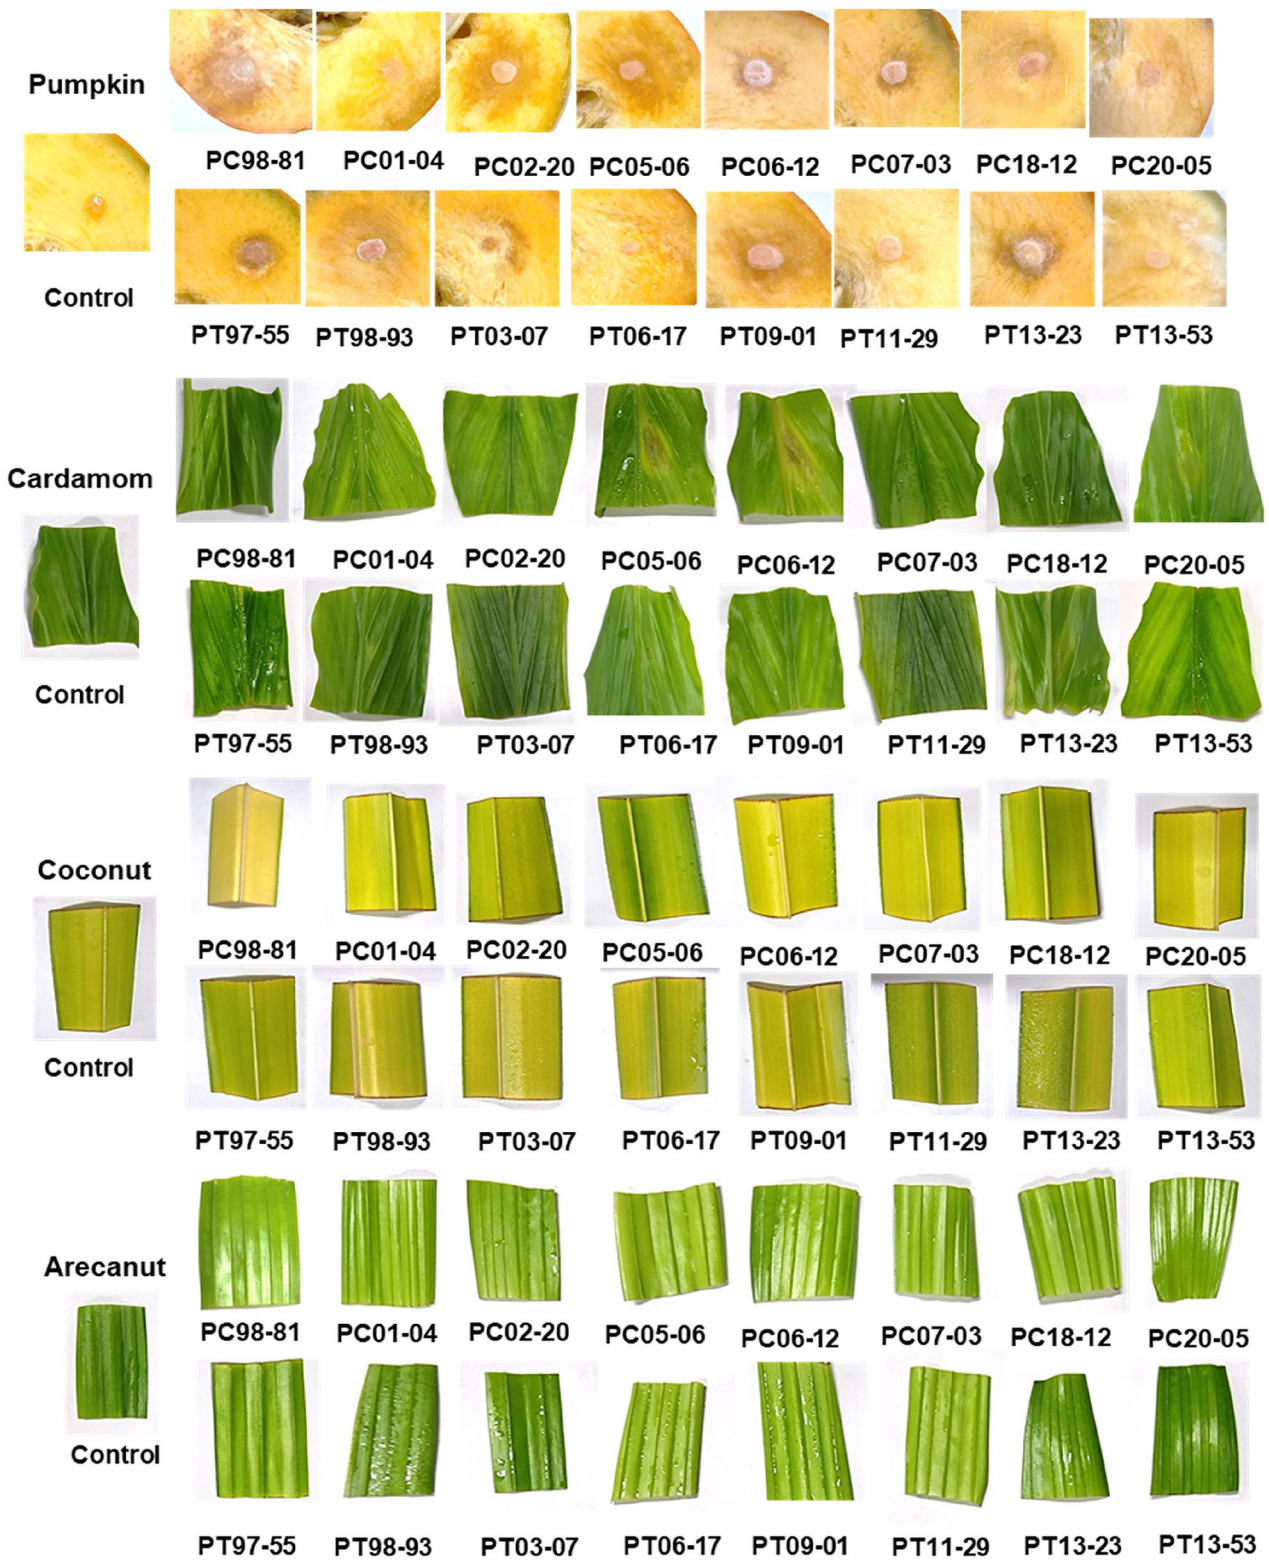 Pumpkin
PC98-81 PC01-04 PC02-20 PC05-06 PC06-12 PC07-03 PC18-12 PC20-05
Control
PT97-55 PT98-93 PT03-07 PT06-17 PT09-01 PT11-29 PT13-23 PT13-53
Cardamom
PC98-81 PC01-04 PC02-20 PC05-06 PC06-12 PC07-03 PC18-12 PC20-05
Control
PT97-55 PT98-93 PT03-07 PT06-17 PT09-01 PT11-29 PT13-23 PT13-53
Coconut
PC98-81 PC01-04 PC02-20 PC05-06 PC06-12 PC07-03 PC18-12 PC20-05
Control
PT97-55 PT98-93 PT03-07 PT06-17 PT09-01 PT11-29 PT13-23 PT13-53
Arecanut
PC98-81 PC01-04 PC02-20 PC05-06 PC06-12 PC07-03 PC18-12 PC20-05
Control
PT97-55 PT98-93 PT03-07 PT06-17 PT09-01 PT11-29 PT13-23 PT13-53